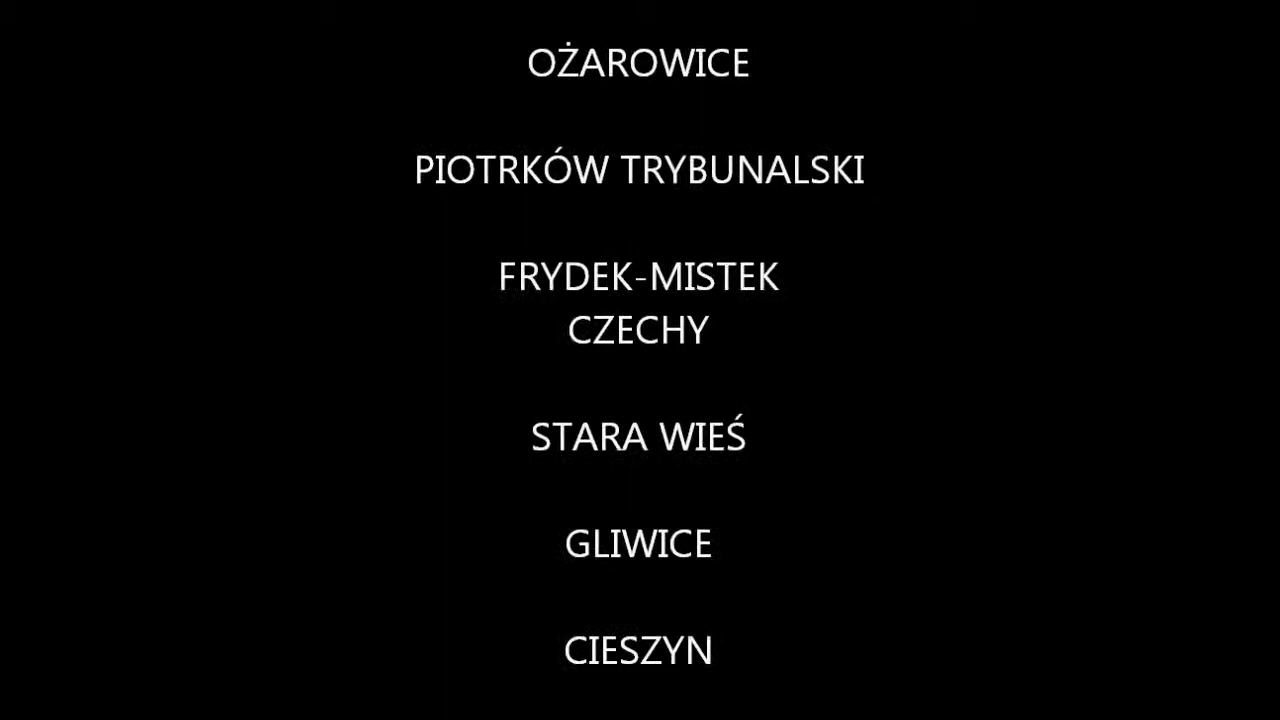 OŻAROWICE
PIOTRKÓW TRYBUNALSKI
FRYDEK-MISTEK
CZECHY
STARA WIEŚ
GLIWICE
CIESZYN